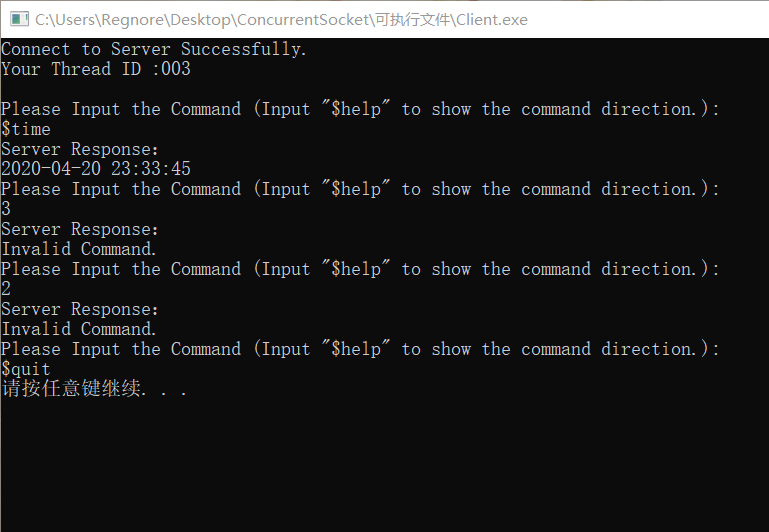 C:\Users\Regnore\Desktop\ConcurrentSocket\可执行文件\Client.exe
Connect to Server Successfully.
Your Thread ID :003
Please Input the Command (Input "$help" to show the command direction.):
$time
Server Response:
2020-04-20 23:33:45
Please Input the Command (Input "$help" to show the command direction.):
3
Server Response:
Invalid Command.
Please Input the Command (Input "$help" to show the command direction.):
2
Server Response:
Invalid Command.
Please Input the Command (Input "$help" to show the command direction.):
$quit
请按任意键继续. . .